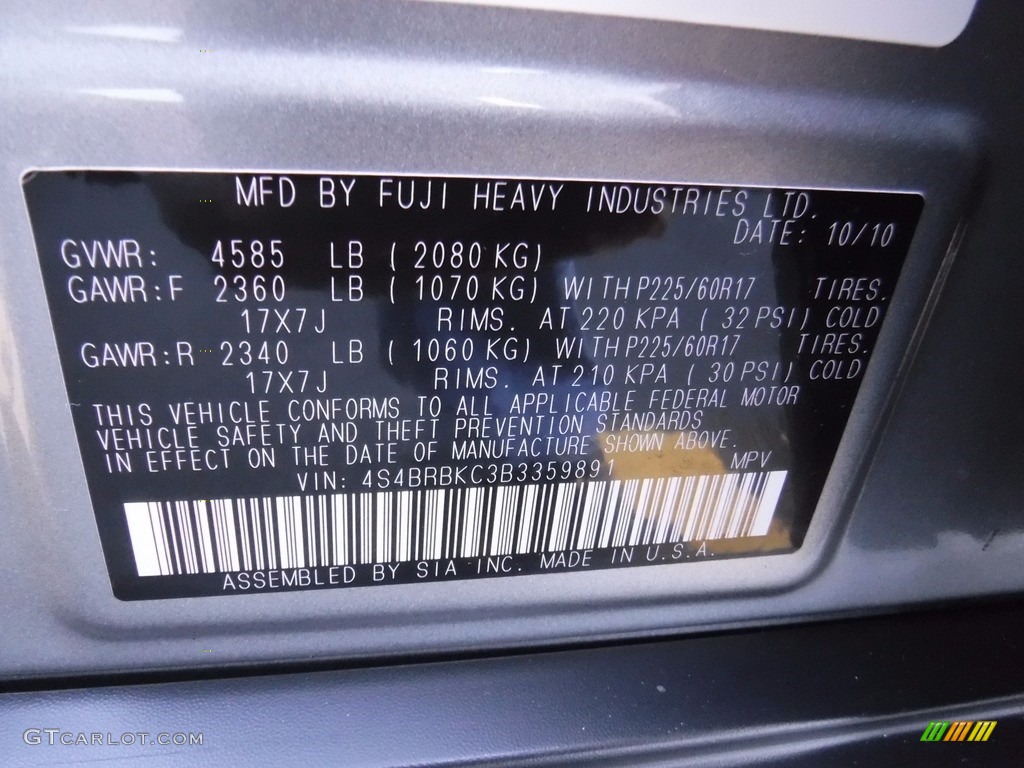 MFD BY FUJI HEAVY INDUSTRIES LTD.
DATE: 10/10
GVWR: 4585 LB ( 2080 KG)
GAWR:F 2360 LB ( 1070 KG) WITH P225/60R17 TIRES.
17X7J RIMS. AT 220 KPA ( 32 PSI) COLD
GAWR:R 2340 LB ( 1060 KG) WITH P225/60R17 TIRES.
17X7J RIMS. AT 210 KPA ( 30 PSI) COLD
THIS VEHICLE CONFORMS TO ALL APPLICABLE FEDERAL MOTOR
VEHICLE SAFETY AND THEFT PREVENTION STANDARDS
IN EFFECT ON THE DATE OF MANUFACTURE SHOWN ABOVE.
VIN: 4S4BRBKC3B3359891 MPV
ASSEMBLED BY SIA INC. MADE IN U.S.A.
GTCARLOT.COM